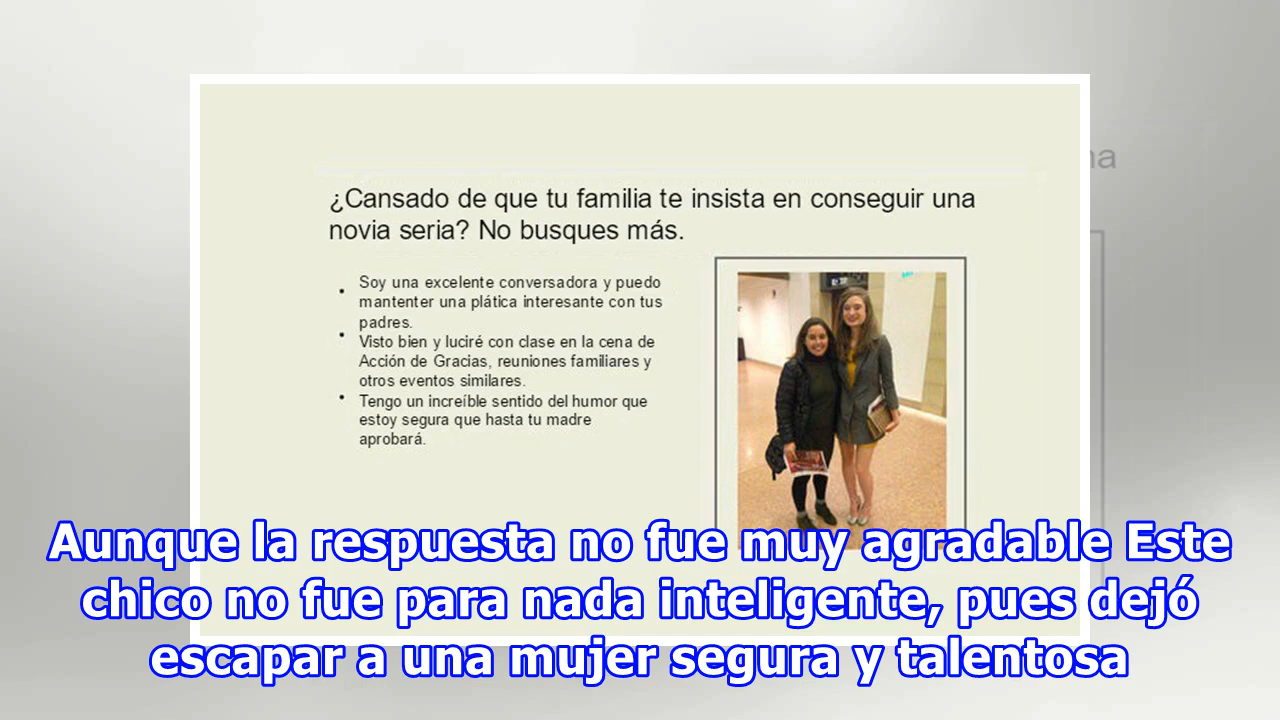 na
¿Cansado de que tu familia te insista en conseguir una
novia seria? No busques más.
Soy una excelente conversadora y puedo
mantenter una plática interesante con tus
padres.
Visto bien y luciré con clase en la cena de
Acción de Gracias, reuniones familiares y
otros eventos similares.
Tengo un increíble sentido del humor que
estoy segura que hasta tu madre
aprobará.
Aunque la respuesta no fue muy agradable Este
chico no fue para nada inteligente, pues dejó
escapar a una mujer segura y talentosa